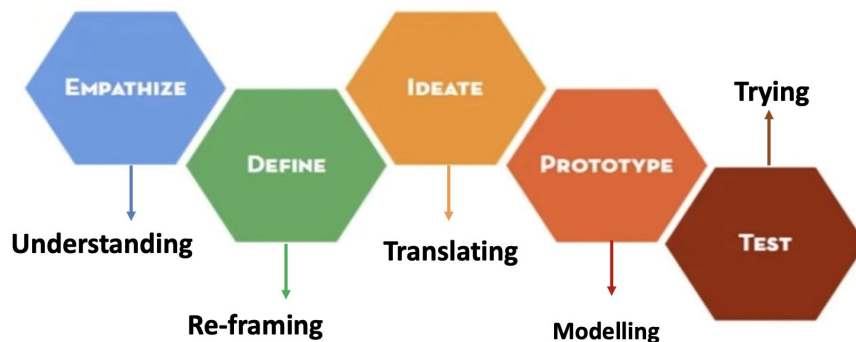 EMPATHIZE
IDEATE
Trying
DEFINE
PROTOTYPE
Understanding
Translating
TEST
Re-framing
Modelling